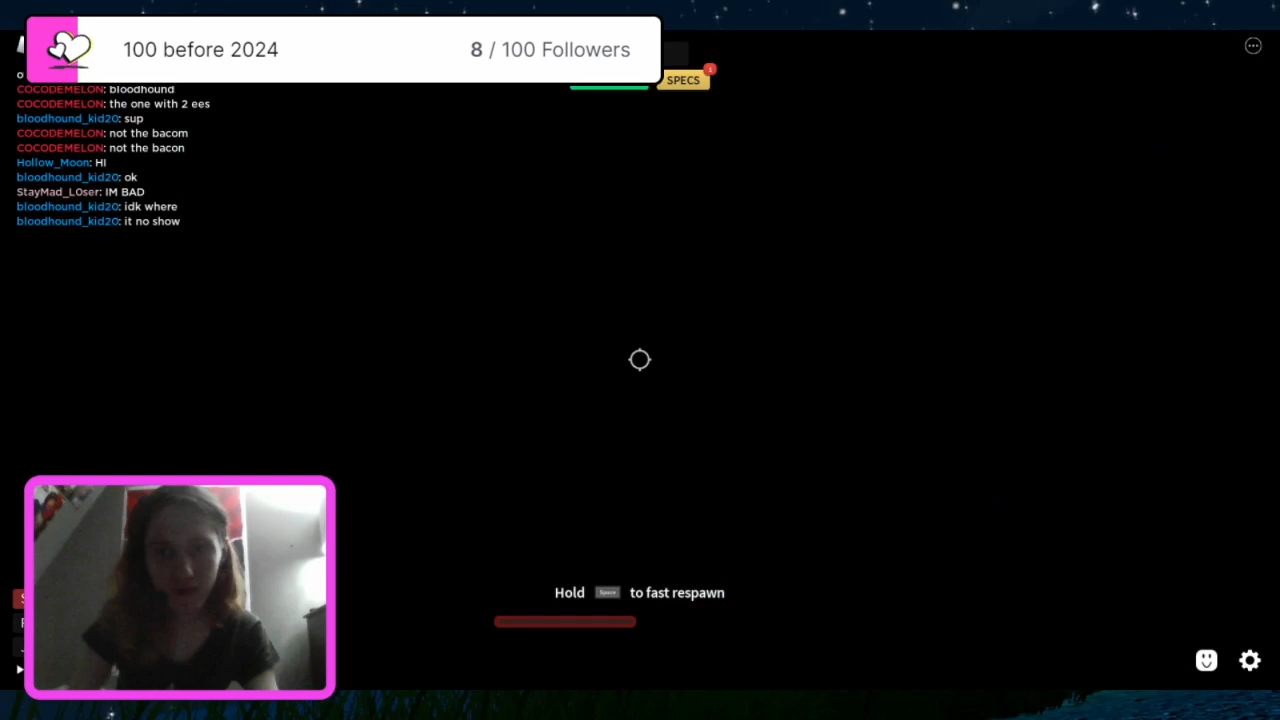 100 before 2024
8 / 100 Followers
SPECS
1
COCODEMELON: bloodhound
COCODEMELON: the one with 2 ees
bloodhound_kid20: sup
COCODEMELON: not the bacom
COCODEMELON: not the bacon
Hollow_Moon: HI
bloodhound_kid20: ok
StayMad_L0ser: IM BAD
bloodhound_kid20: idk where
bloodhound_kid20: it no show
Hold Space to fast respawn